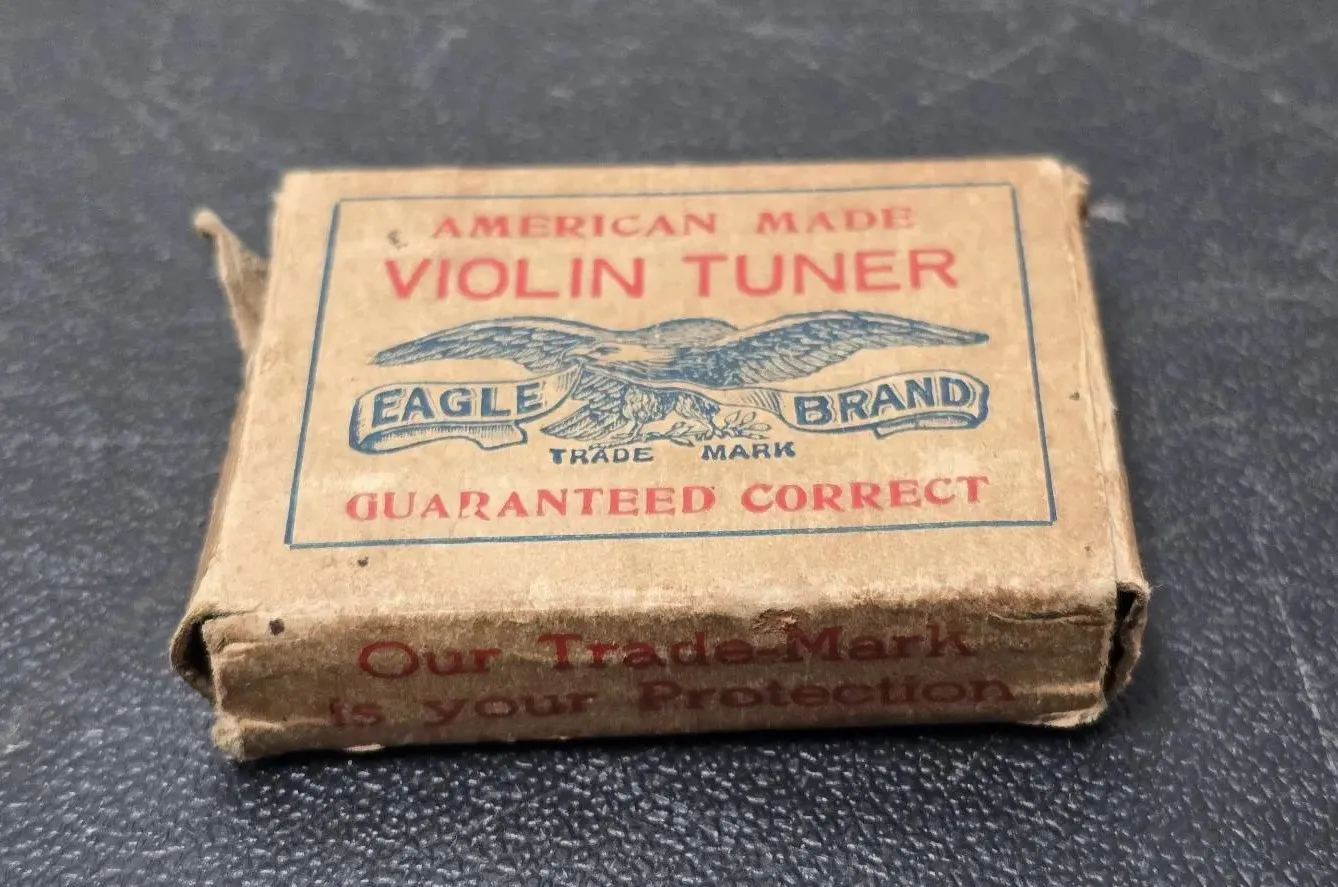 AMERICAN MADE
VIOLIN TUNER
EAGLE BRAND
TRADE MARK
GUARANTEED CORRECT
Our Trade-Mark
is your Protection